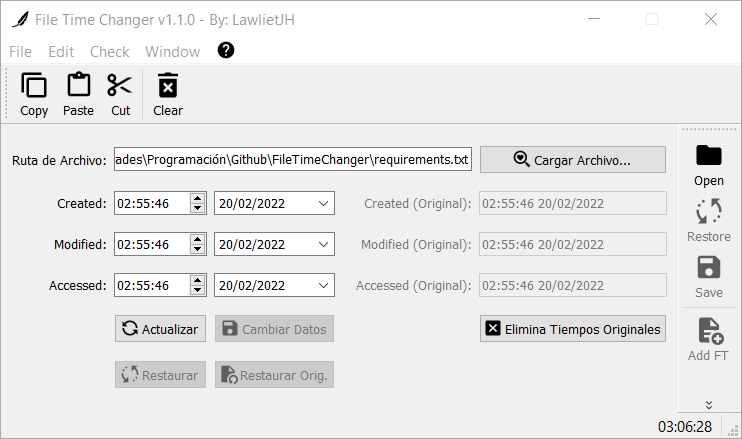 File Time Changer v1.1.0 - By: LawlietJH
File Edit Check Window ?
Copy Paste Cut Clear
Ruta de Archivo: ades\Programación\Github\FileTimeChanger\requirements.txt Cargar Archivo...
Open
Created: 02:55:46 20/02/2022 Created (Original): 02:55:46 20/02/2022
Restore
Modified: 02:55:46 20/02/2022 Modified (Original): 02:55:46 20/02/2022
Accessed: 02:55:46 20/02/2022 Accessed (Original): 02:55:46 20/02/2022
Save
Actualizar Cambiar Datos Elimina Tiempos Originales
Add FT
Restaurar Restaurar Orig.
03:06:28